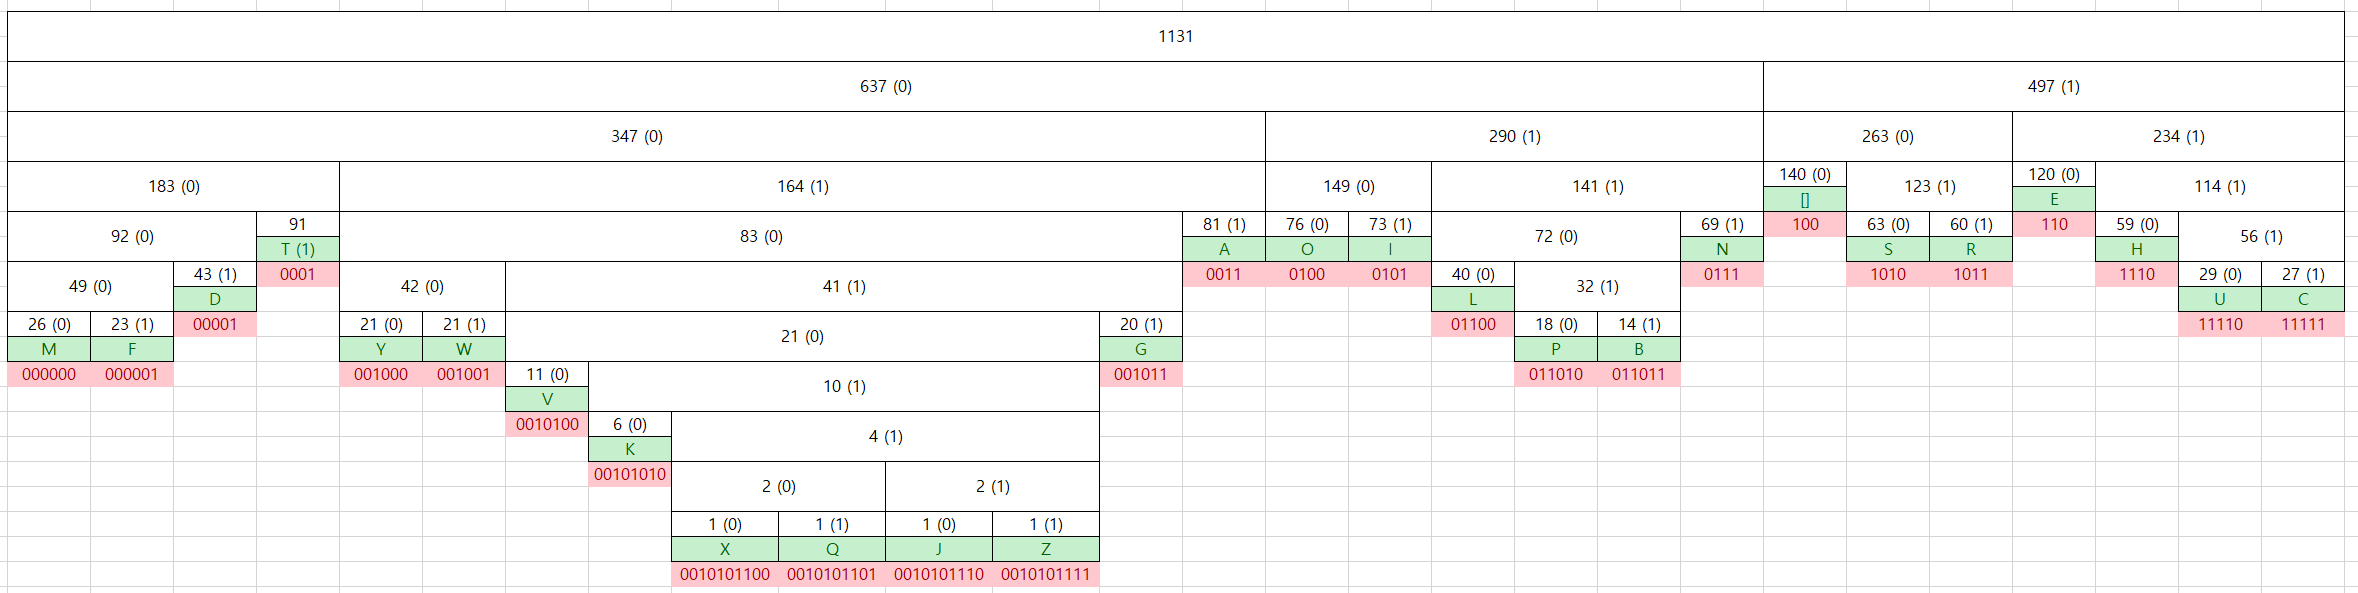 1131
637 (0) 497 (1)
347 (0) 290 (1) 263 (0) 234 (1)
183 (0) 164 (1) 149 (0) 141 (1) 140 (0) 123 (1) 120 (0) 114 (1)
[] E
92 (0) 91 83 (0) 81 (1) 76 (0) 73 (1) 72 (0) 69 (1) 100 63 (0) 60 (1) 110 59 (0) 56 (1)
T (1) A O I N S R H
49 (0) 43 (1) 0001 42 (0) 41 (1) 0011 0100 0101 40 (0) 32 (1) 0111 1010 1011 1110 29 (0) 27 (1)
D L U C
26 (0) 23 (1) 00001 21 (0) 21 (1) 21 (0) 20 (1) 01100 18 (0) 14 (1) 11110 11111
M F Y W G P B
000000 000001 001000 001001 11 (0) 10 (1) 001011 011010 011011
V
0010100 6 (0) 4 (1)
K
00101010 2 (0) 2 (1)
1 (0) 1 (1) 1 (0) 1 (1)
X Q J Z
0010101100 0010101101 0010101110 0010101111